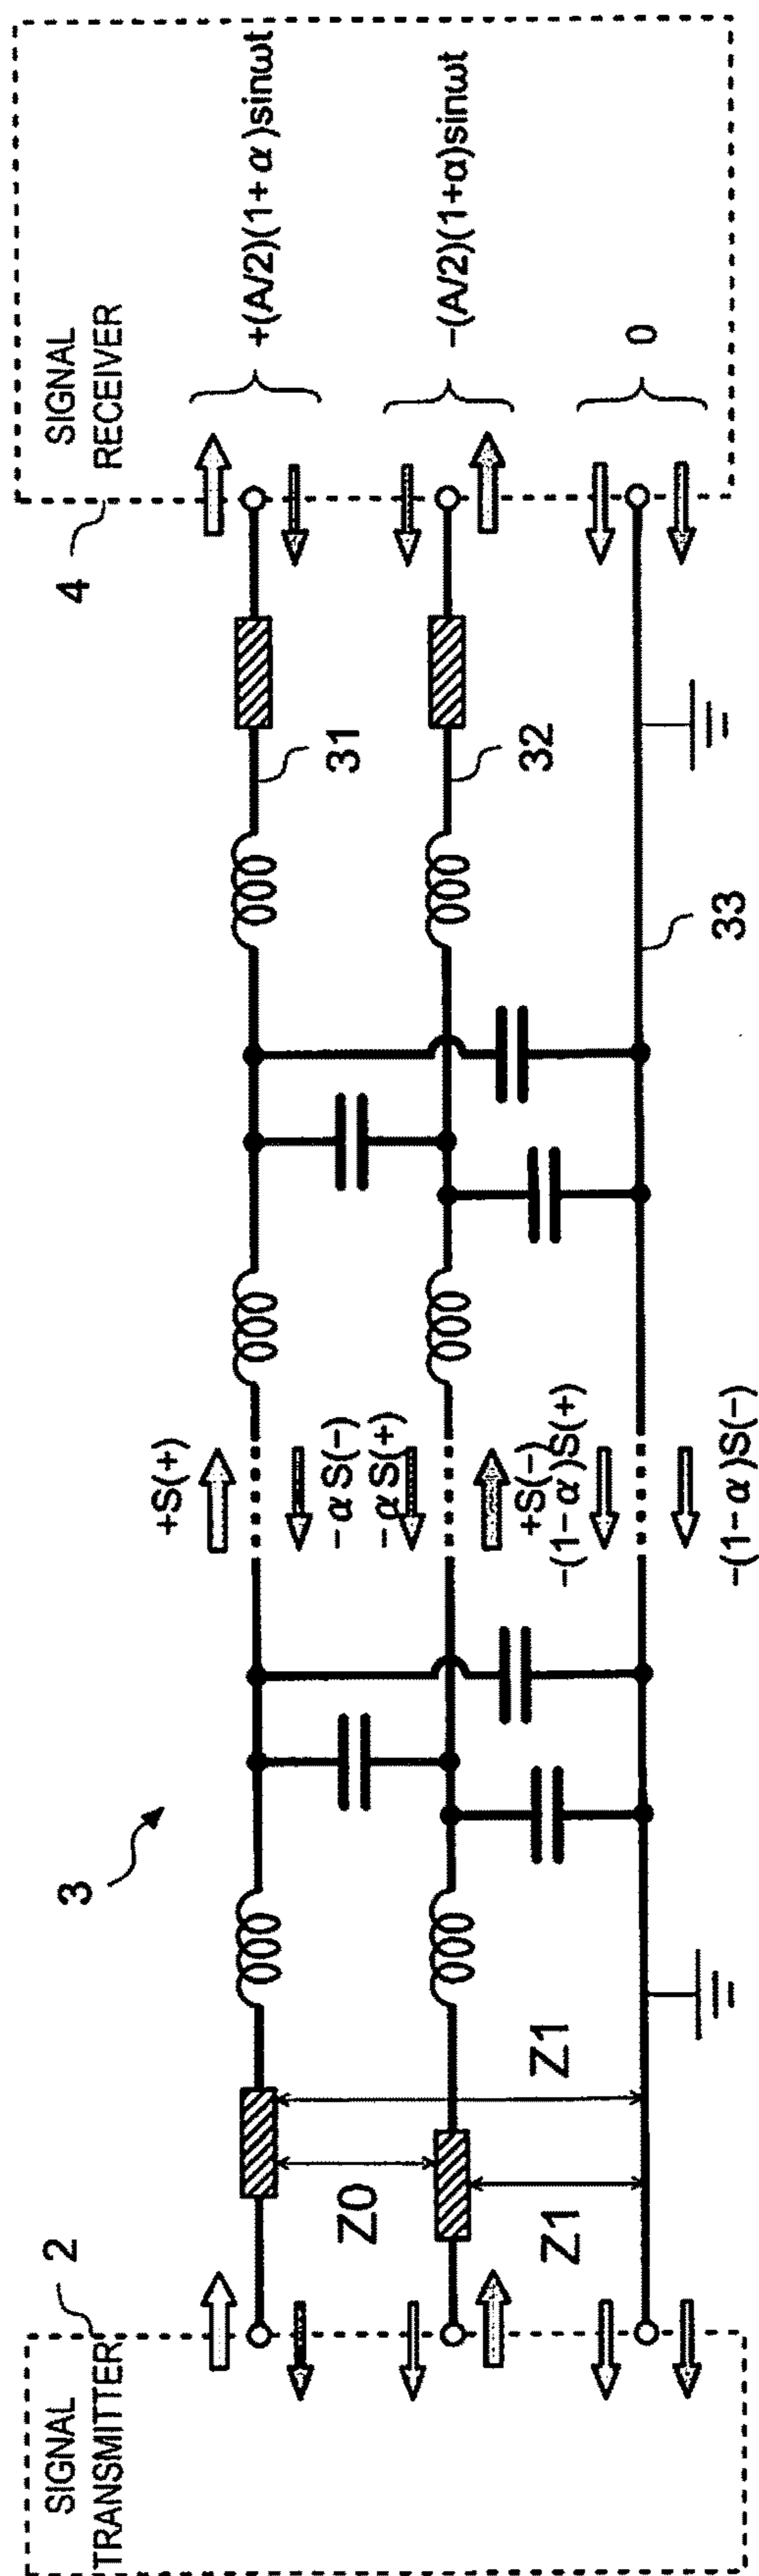 2
SIGNAL
TRANSMITTER
3
Z0
Z1
Z1
+S(+)
-αS(-)
-αS(+)
+S(-)
-(1-α)S(+)
-(1-α)S(-)
31
32
33
4
SIGNAL
RECEIVER
+(A/2)(1+α)sinωt
-(A/2)(1+α)sinωt
0